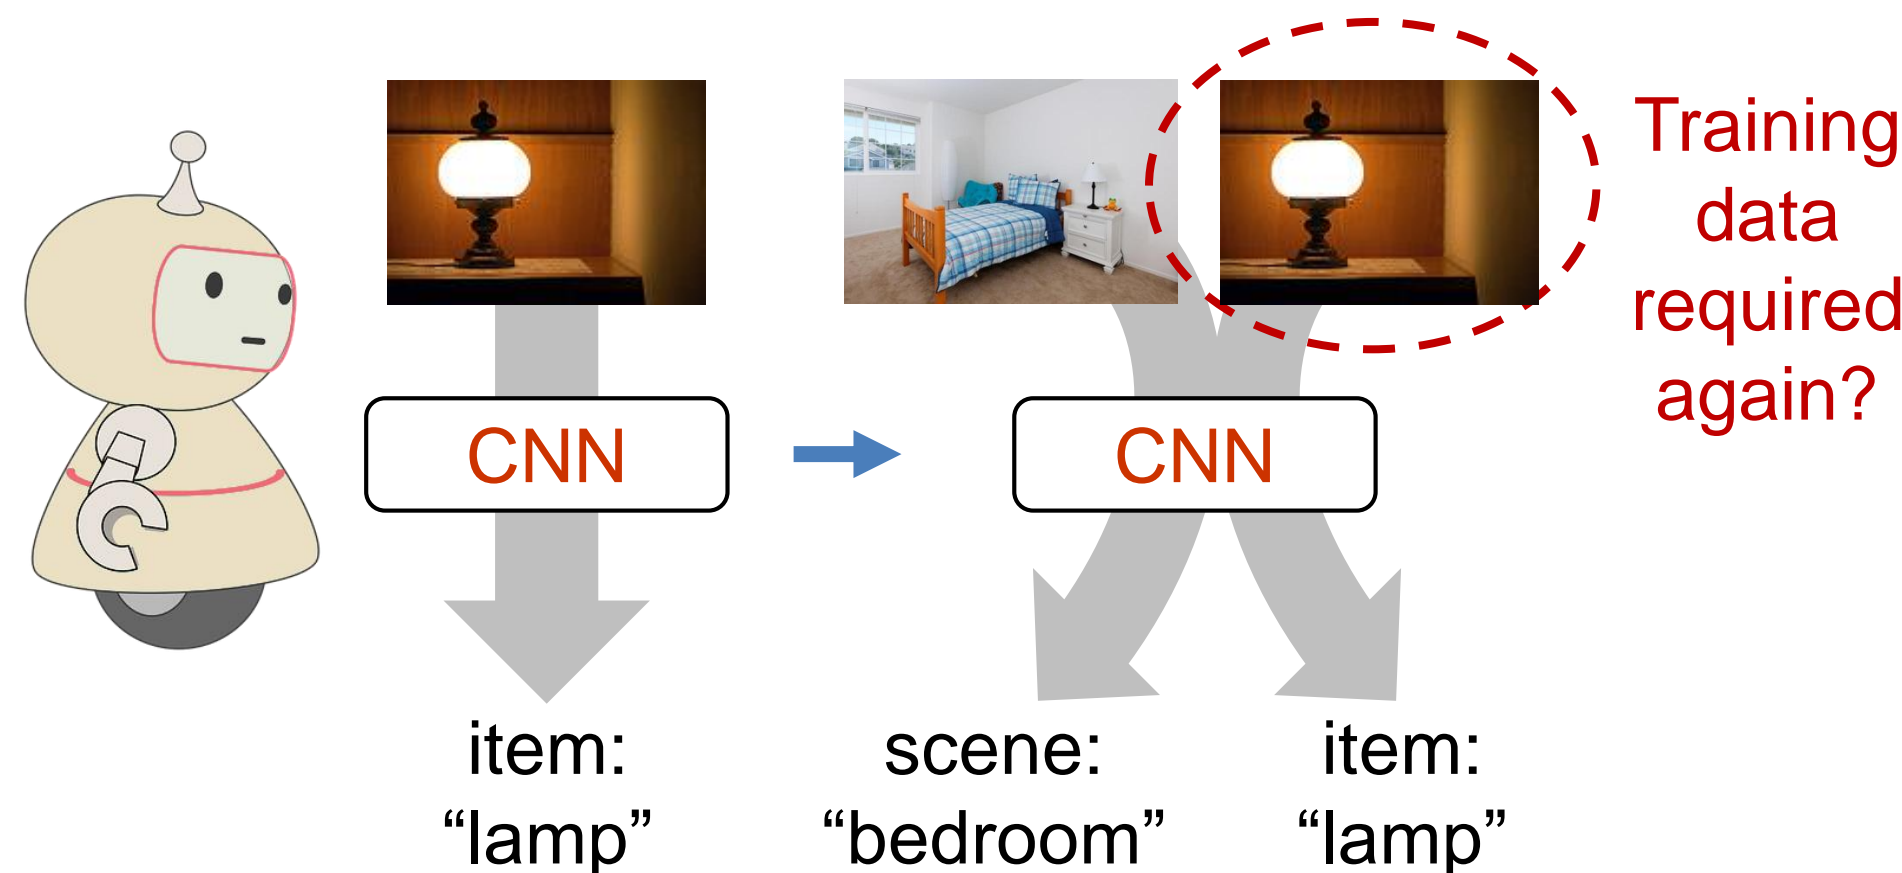 Training
data
required
again?
CNN
CNN
item:
“lamp”
scene:
“bedroom”
item:
“lamp”